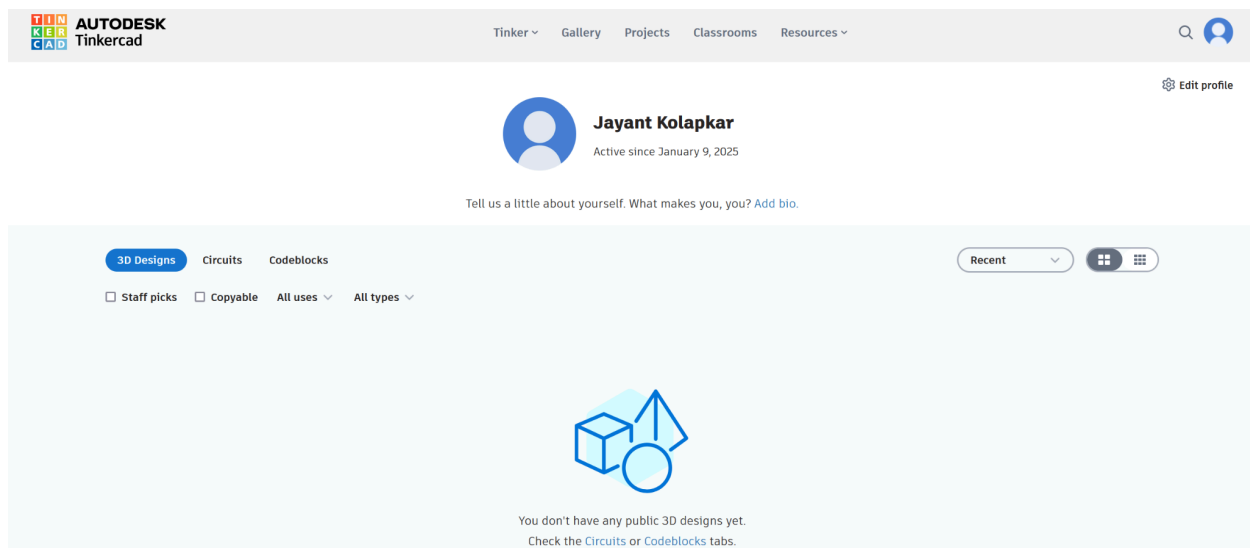 TIN
KER
CAD
AUTODESK
Tinkercad
Tinker Gallery Projects Classrooms Resources
Edit profile
Jayant Kolapkar
Active since January 9, 2025
Tell us a little about yourself. What makes you, you? Add bio.
3D Designs Circuits Codeblocks Recent
Staff picks Copyable All uses All types
You don't have any public 3D designs yet.
Check the Circuits or Codeblocks tabs.